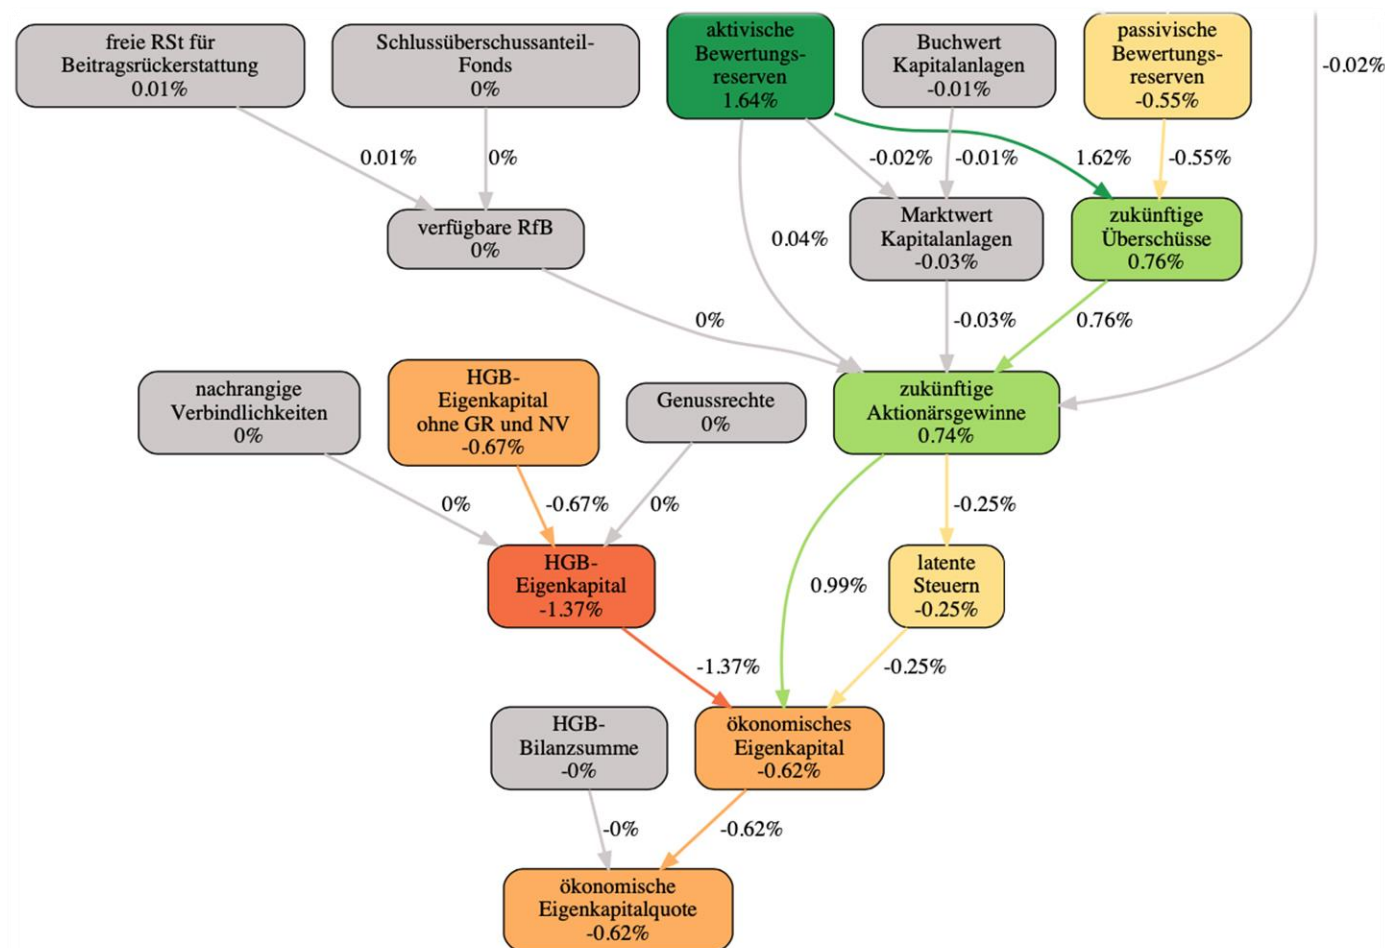 freie RSt für
Beitragsrückerstattung
0.01%
Schlussüberschussanteil-
Fonds
0%
aktivische
Bewertungs-
reserven
1.64%
Buchwert
Kapitalanlagen
-0.01%
passivische
Bewertungs-
reserven
-0.55%
-0.02%
0.01%
0%
-0.02%
-0.01%
1.62%
-0.55%
verfügbare RfB
0%
0.04%
Marktwert
Kapitalanlagen
-0.03%
zukünftige
Überschüsse
0.76%
0%
-0.03%
0.76%
nachrangige
Verbindlichkeiten
0%
HGB-
Eigenkapital
ohne GR und NV
-0.67%
Genussrechte
0%
zukünftige
Aktionärsgewinne
0.74%
0%
-0.67%
0%
-0.25%
HGB-
Eigenkapital
-1.37%
0.99%
latente
Steuern
-0.25%
-1.37%
-0.25%
HGB-
Bilanzsumme
-0%
ökonomisches
Eigenkapital
-0.62%
-0%
-0.62%
ökonomische
Eigenkapitalquote
-0.62%